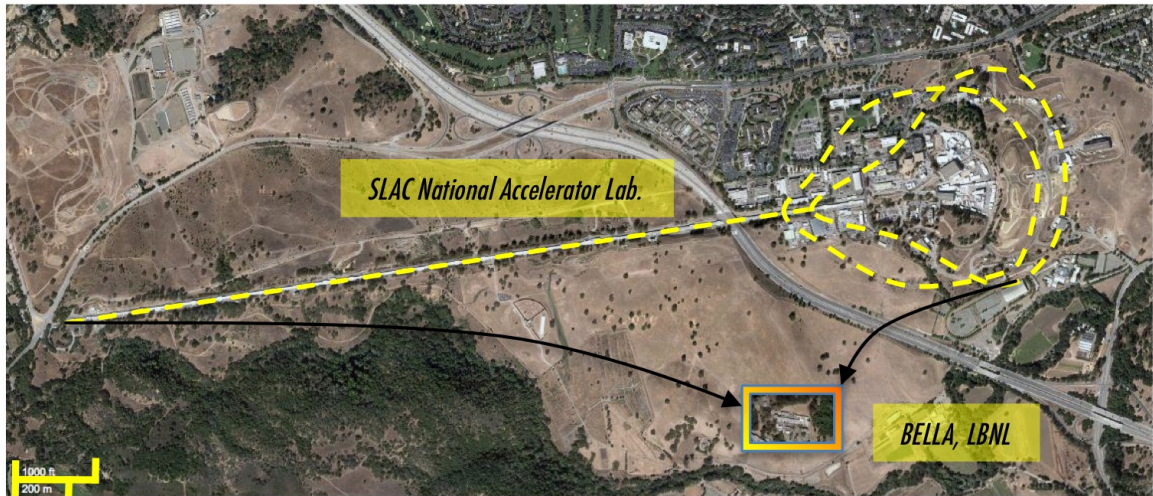 SLAC National Accelerator Lab.
BELLA, LBNL
1000 ft
200 m